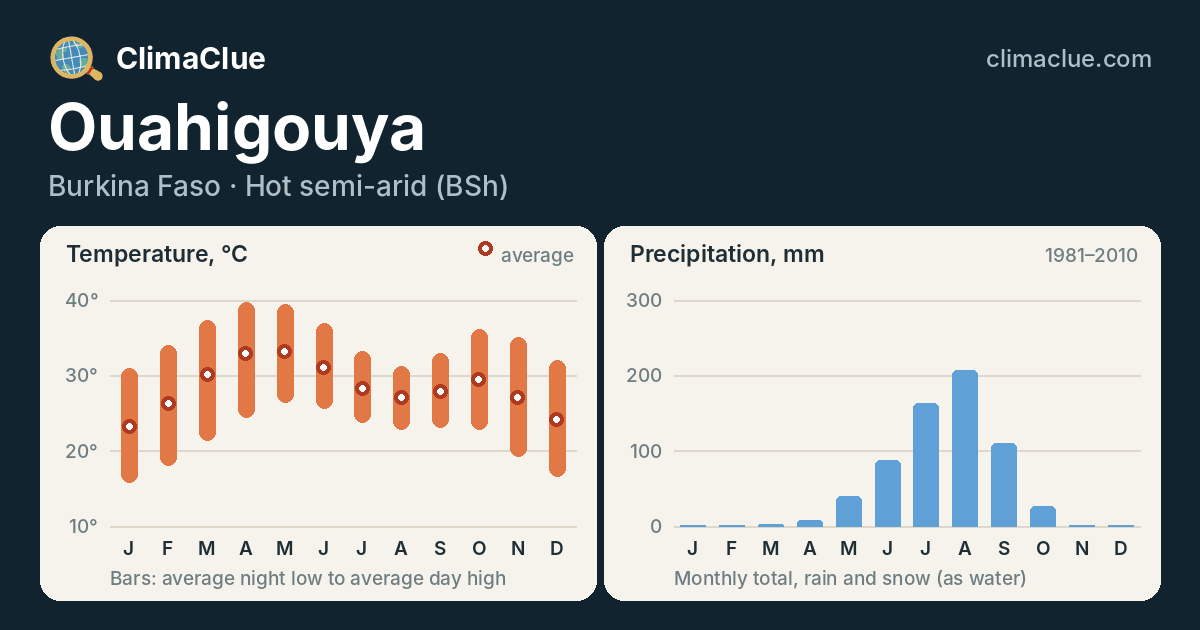 ClimaClue
climaclue.com
Ouahigouya
Burkina Faso · Hot semi-arid (BSh)
Temperature, °C
average
40°
30°
20°
10°
J F M A M J J A S O N D
Bars: average night low to average day high
Precipitation, mm
1981–2010
300
200
100
0
J F M A M J J A S O N D
Monthly total, rain and snow (as water)